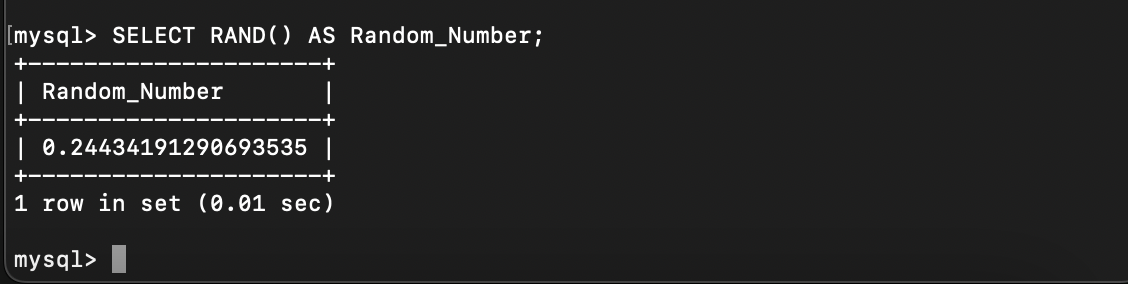 [mysql> SELECT RAND() AS Random_Number;
+---------------------+
| Random_Number       |
+---------------------+
| 0.24434191290693535 |
+---------------------+
1 row in set (0.01 sec)
mysql>